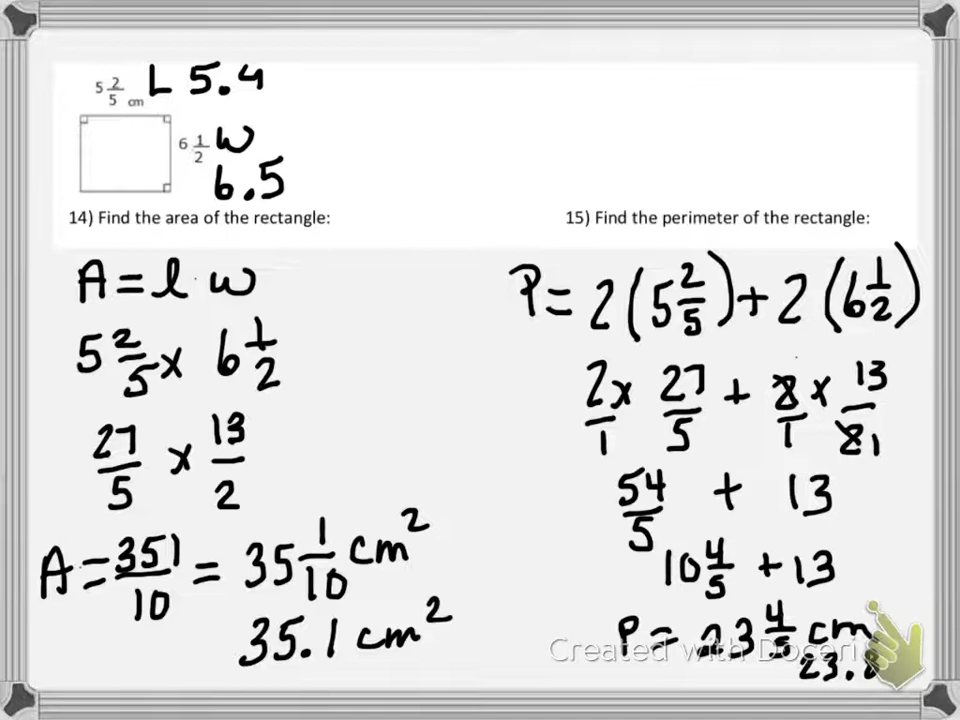 5 2/5 cm L 5.4
6 1/2 W
6.5
14) Find the area of the rectangle:
A = l · w
5 2/5 x 6 1/2
27/5 x 13/2
A = 351/10 = 35 1/10 cm²
35.1 cm²
15) Find the perimeter of the rectangle:
P = 2(5 2/5) + 2(6 1/2)
2/1 x 27/5 + 2/1 x 13/2 1
54/5 + 13
10 4/5 + 13
P = 23 4/5 cm
23.8
Created with Doceri